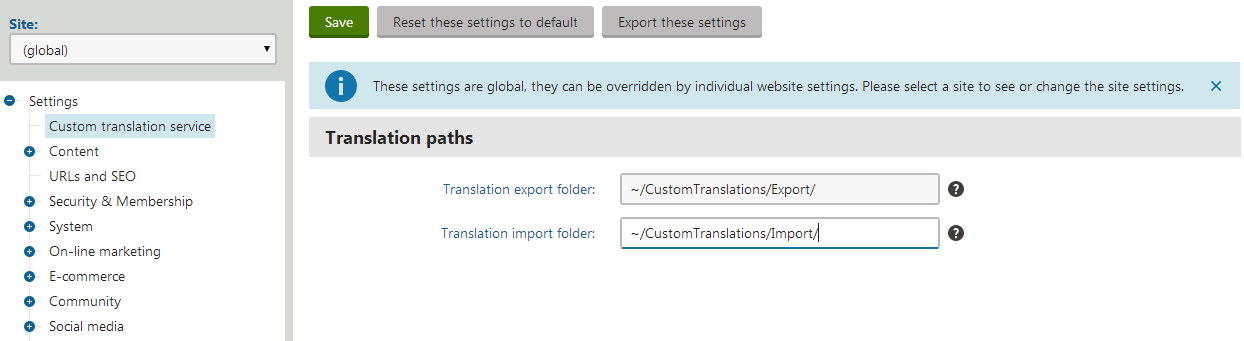 Site:
(global)
Settings
Custom translation service
Content
URLs and SEO
Security & Membership
System
On-line marketing
E-commerce
Community
Social media
Save
Reset these settings to default
Export these settings
These settings are global, they can be overridden by individual website settings. Please select a site to see or change the site settings.
Translation paths
Translation export folder: ~/CustomTranslations/Export/
Translation import folder: ~/CustomTranslations/Import/